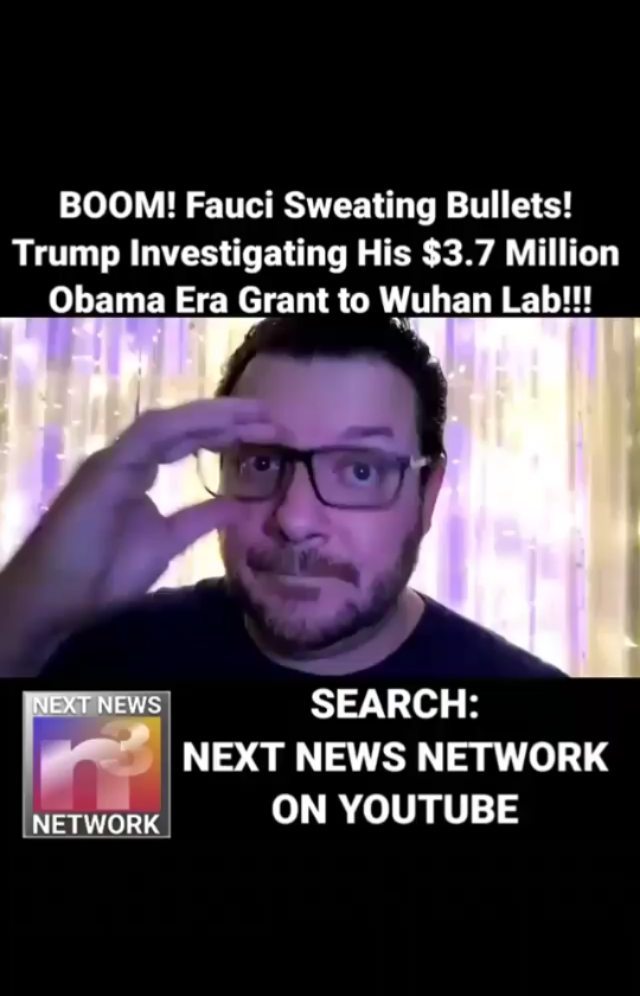 BOOM! Fauci Sweating Bullets!
Trump Investigating His $3.7 Million
Obama Era Grant to Wuhan Lab!!!
NEXT NEWS
n3
NETWORK
SEARCH:
NEXT NEWS NETWORK
ON YOUTUBE